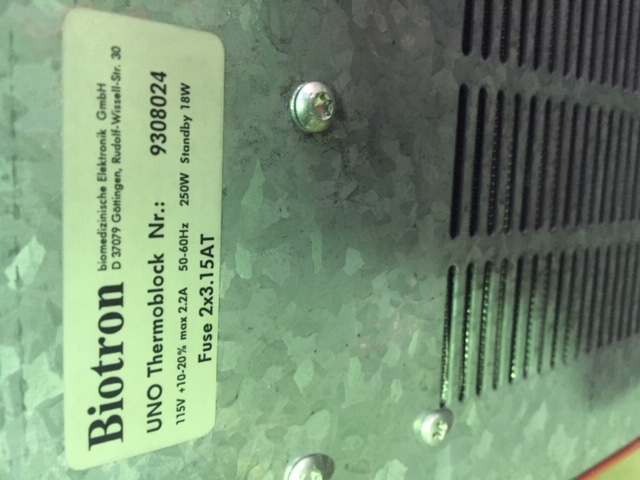 Biotron biomedizinische Elektronik GmbH
D 37079 Göttingen, Rudolf-Wissell-Str. 30
UNO Thermoblock Nr.: 9308024
115V +10-20% max 2.2A 50-60Hz 250W Standby 18W
Fuse 2x3.15AT